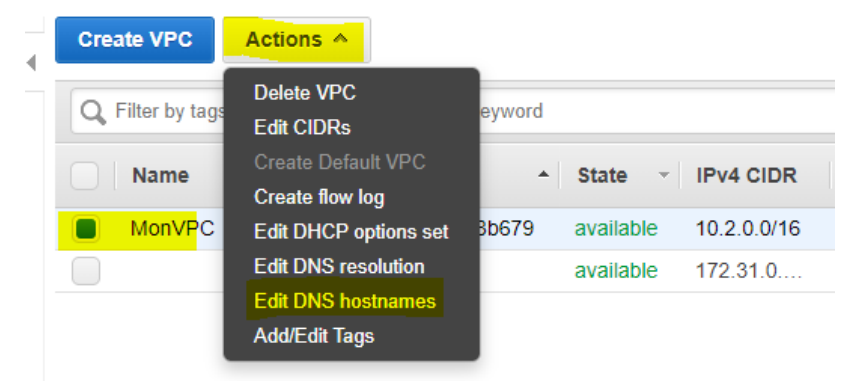 Create VPC Actions
Delete VPC
Filter by tags eyword
Edit CIDRs
Create Default VPC
Name State IPv4 CIDR
Create flow log
MonVPC Edit DHCP options set 3b679 available 10.2.0.0/16
Edit DNS resolution
available 172.31.0....
Edit DNS hostnames
Add/Edit Tags